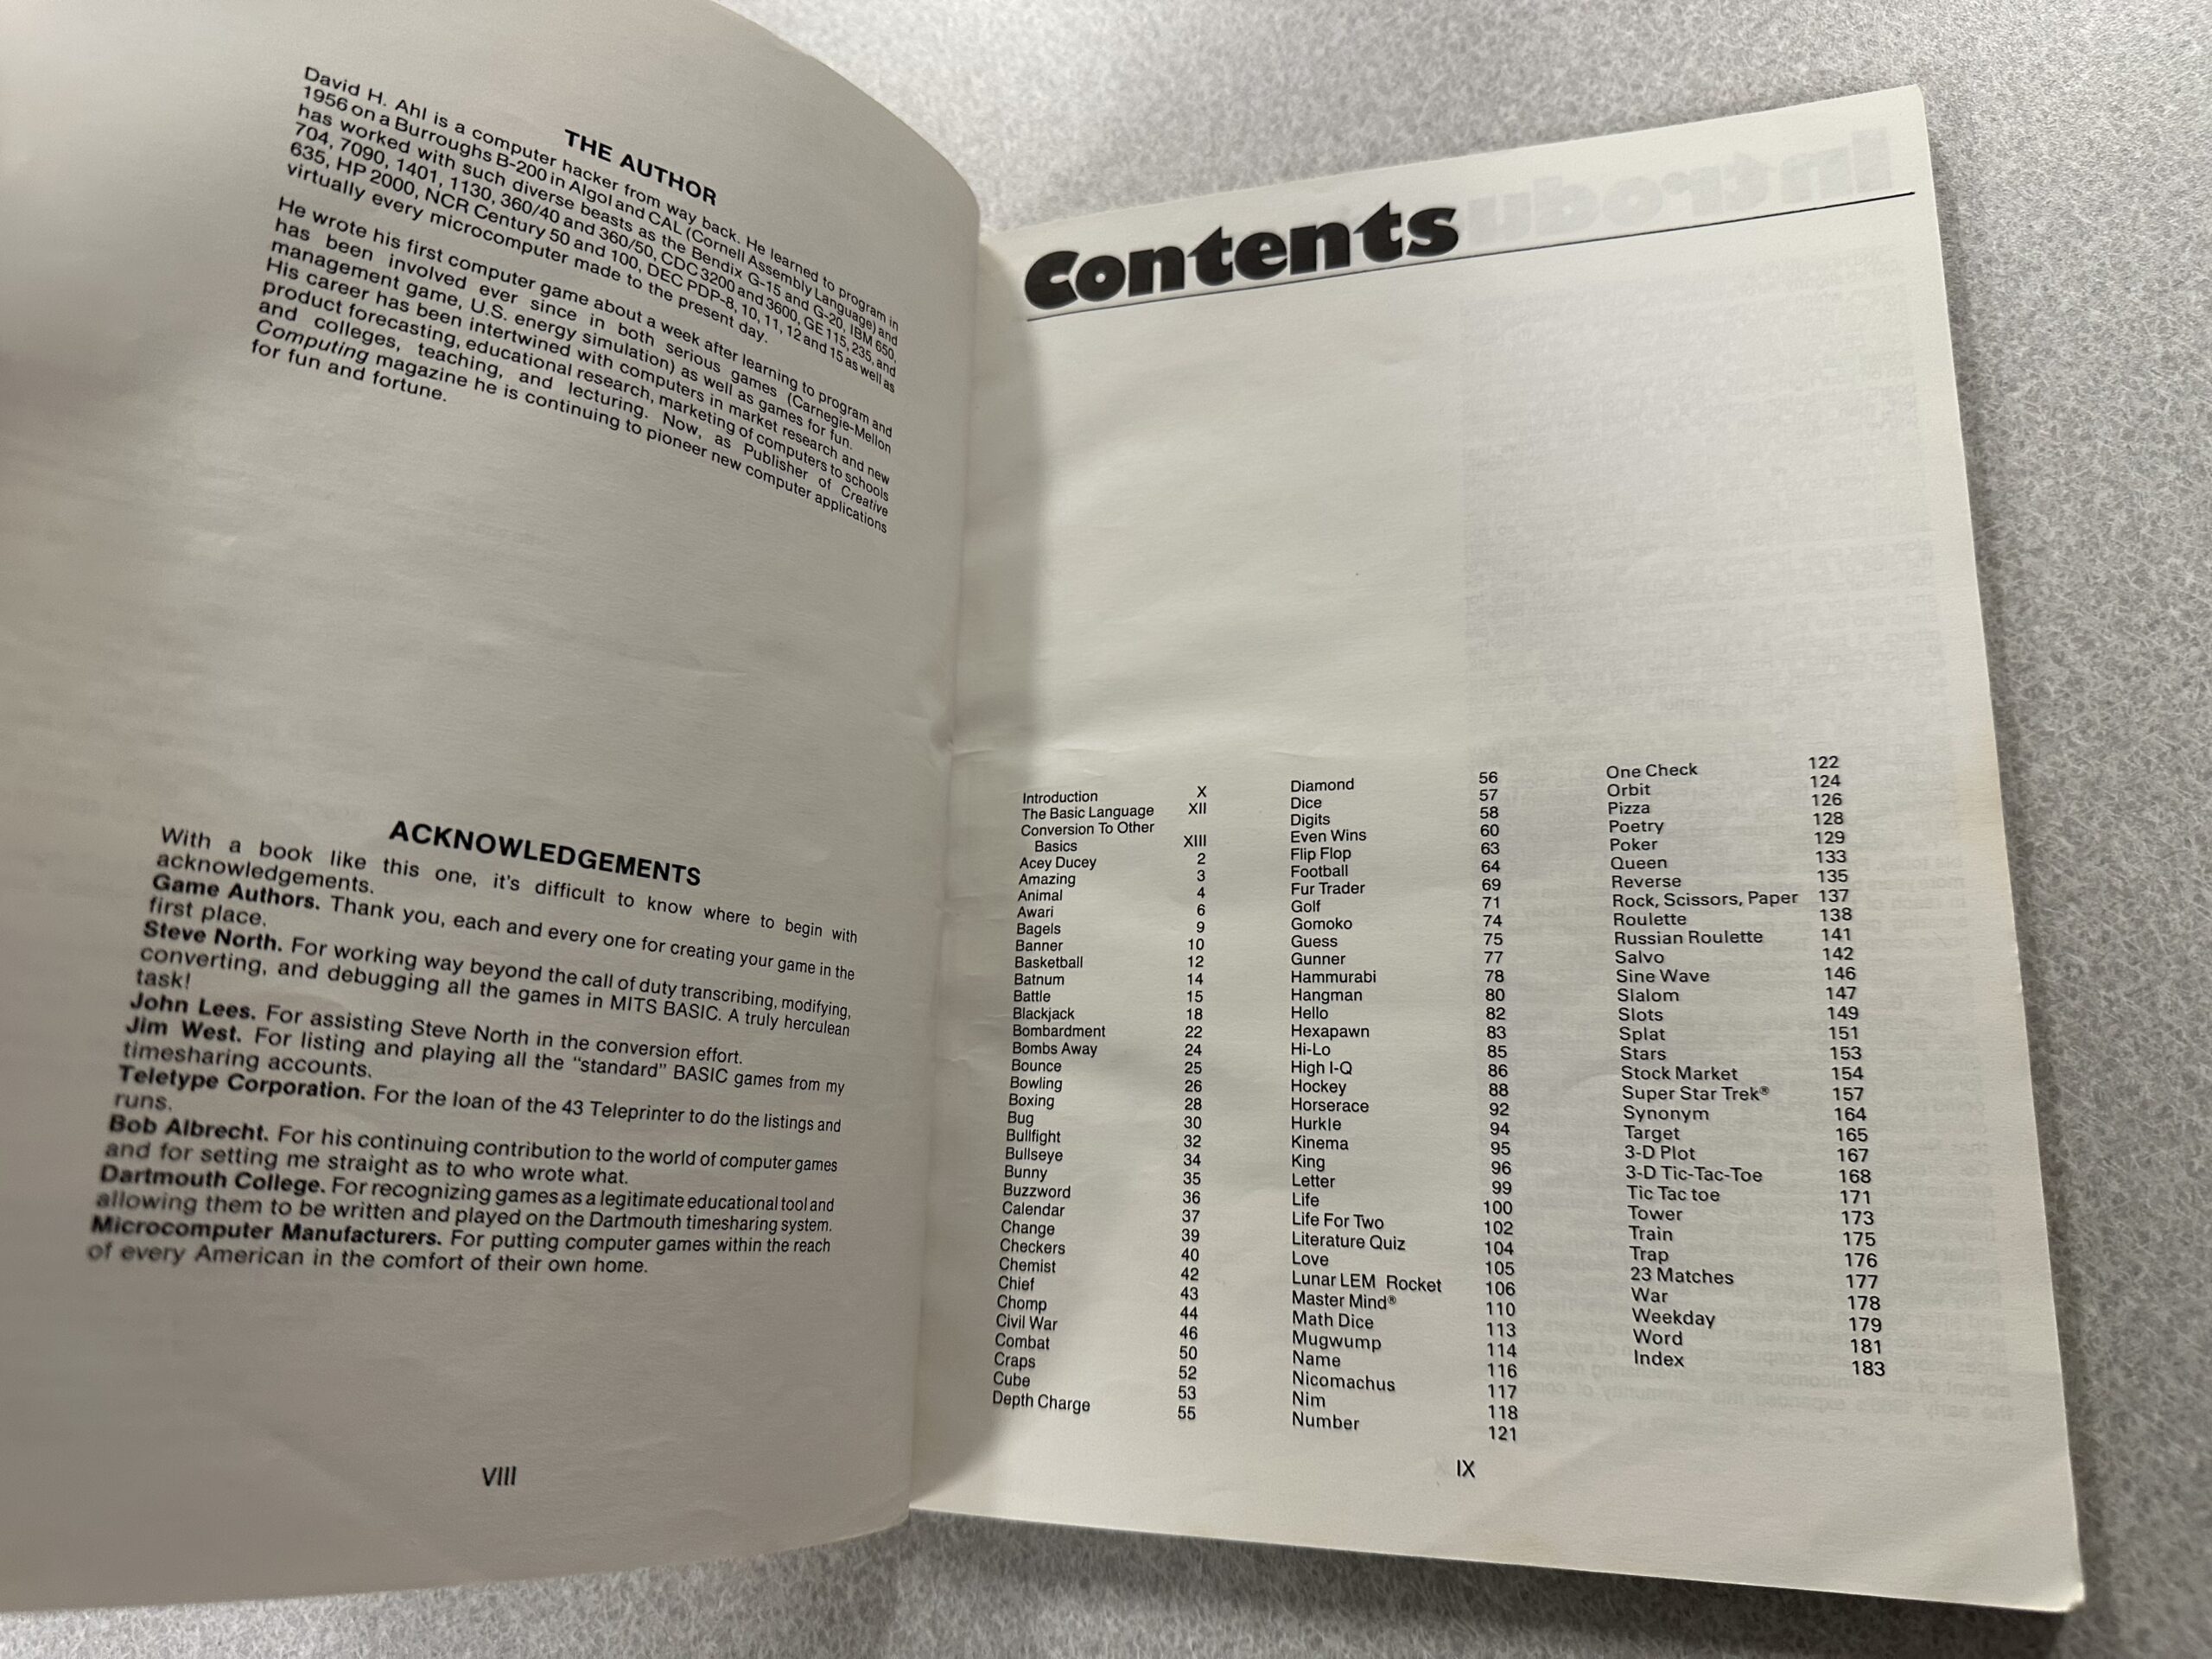 THE AUTHOR
David H. Ahl is a computer hacker from way back. He learned to program in
1956 on a Burroughs B-200 in Algol and CAL (Cornell Assembly Language) and
has worked with such diverse beasts as the Bendix G-15 and G-20, IBM 650,
704, 7090, 1401, 1130, 360/40 and 360/50, CDC 3200 and 3600, GE 115, 235, and
635, HP 2000, NCR Century 50 and 100, DEC PDP-8, 10, 11, 12 and 15 as well as
virtually every microcomputer made to the present day.
He wrote his first computer game about a week after learning to program and
has been involved ever since in both serious games (Carnegie-Mellon
management game, U.S. energy simulation) as well as games for fun.
His career has been intertwined with computers in market research and new
product forecasting, educational research, marketing of computers to schools
and colleges, teaching, and lecturing. Now, as Publisher of Creative
Computing magazine he is continuing to pioneer new computer applications
for fun and fortune.
ACKNOWLEDGEMENTS
With a book like this one, it's difficult to know where to begin with
acknowledgements.
Game Authors. Thank you, each and every one for creating your game in the
first place.
Steve North. For working way beyond the call of duty transcribing, modifying,
converting, and debugging all the games in MITS BASIC. A truly herculean
task!
John Lees. For assisting Steve North in the conversion effort.
Jim West. For listing and playing all the "standard" BASIC games from my
timesharing accounts.
Teletype Corporation. For the loan of the 43 Teleprinter to do the listings and
runs.
Bob Albrecht. For his continuing contribution to the world of computer games
and for setting me straight as to who wrote what.
Dartmouth College. For recognizing games as a legitimate educational tool and
allowing them to be written and played on the Dartmouth timesharing system.
Microcomputer Manufacturers. For putting computer games within the reach
of every American in the comfort of their own home.
VIII
Contents
Introduction X
The Basic Language XII
Conversion To Other
Basics XIII
Acey Ducey 2
Amazing 3
Animal 4
Awari 6
Bagels 9
Banner 10
Basketball 12
Batnum 14
Battle 15
Blackjack 18
Bombardment 22
Bombs Away 24
Bounce 25
Bowling 26
Boxing 28
Bug 30
Bullfight 32
Bullseye 34
Bunny 35
Buzzword 36
Calendar 37
Change 39
Checkers 40
Chemist 42
Chief 43
Chomp 44
Civil War 46
Combat 50
Craps 52
Cube 53
Depth Charge 55
Diamond 56
Dice 57
Digits 58
Even Wins 60
Flip Flop 63
Football 64
Fur Trader 69
Golf 71
Gomoko 74
Guess 75
Gunner 77
Hammurabi 78
Hangman 80
Hello 82
Hexapawn 83
Hi-Lo 85
High I-Q 86
Hockey 88
Horserace 92
Hurkle 94
Kinema 95
King 96
Letter 99
Life 100
Life For Two 102
Literature Quiz 104
Love 105
Lunar LEM Rocket 106
Master Mind® 110
Math Dice 113
Mugwump 114
Name 116
Nicomachus 117
Nim 118
Number 121
One Check 122
Orbit 124
Pizza 126
Poetry 128
Poker 129
Queen 133
Reverse 135
Rock, Scissors, Paper 137
Roulette 138
Russian Roulette 141
Salvo 142
Sine Wave 146
Slalom 147
Slots 149
Splat 151
Stars 153
Stock Market 154
Super Star Trek® 157
Synonym 164
Target 165
3-D Plot 167
3-D Tic-Tac-Toe 168
Tic Tac toe 171
Tower 173
Train 175
Trap 176
23 Matches 177
War 178
Weekday 179
Word 181
Index 183
IX